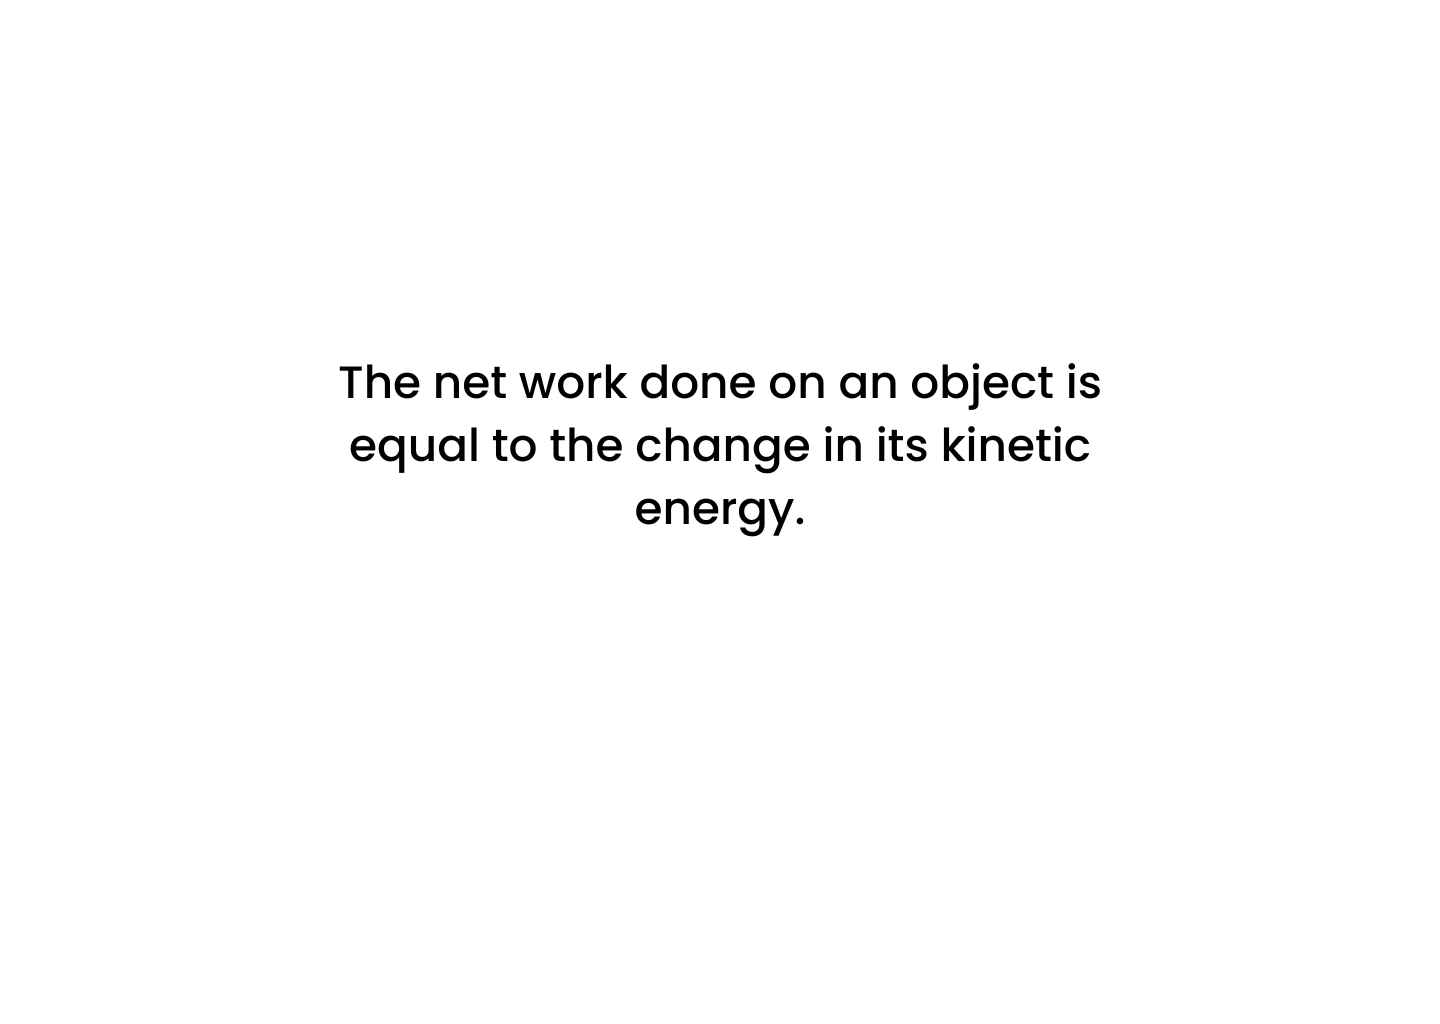 The net work done on an object is
equal to the change in its kinetic
energy.